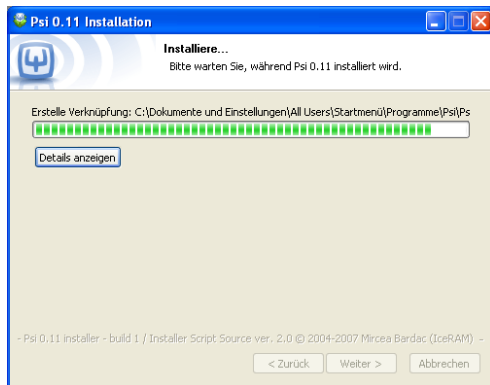 Psi 0.11 Installation
Installiere...
Bitte warten Sie, während Psi 0.11 installiert wird.
Erstelle Verknüpfung: C:\Dokumente und Einstellungen\All Users\Startmenü\Programme\Psi\Ps
Details anzeigen
- Psi 0.11 installer - build 1 / Installer Script Source ver. 2.0 © 2004-2007 Mircea Bardac (IceRAM) -
< Zurück Weiter > Abbrechen